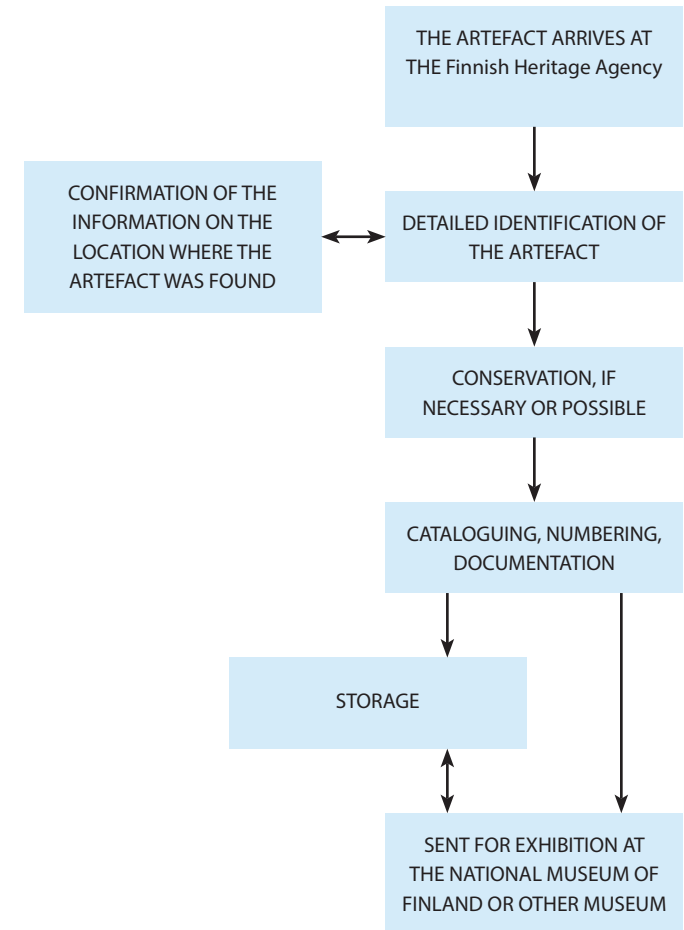 THE ARTEFACT ARRIVES AT
THE Finnish Heritage Agency
CONFIRMATION OF THE
INFORMATION ON THE
LOCATION WHERE THE
ARTEFACT WAS FOUND
DETAILED IDENTIFICATION OF
THE ARTEFACT
CONSERVATION, IF
NECESSARY OR POSSIBLE
CATALOGUING, NUMBERING,
DOCUMENTATION
STORAGE
SENT FOR EXHIBITION AT
THE NATIONAL MUSEUM OF
FINLAND OR OTHER MUSEUM